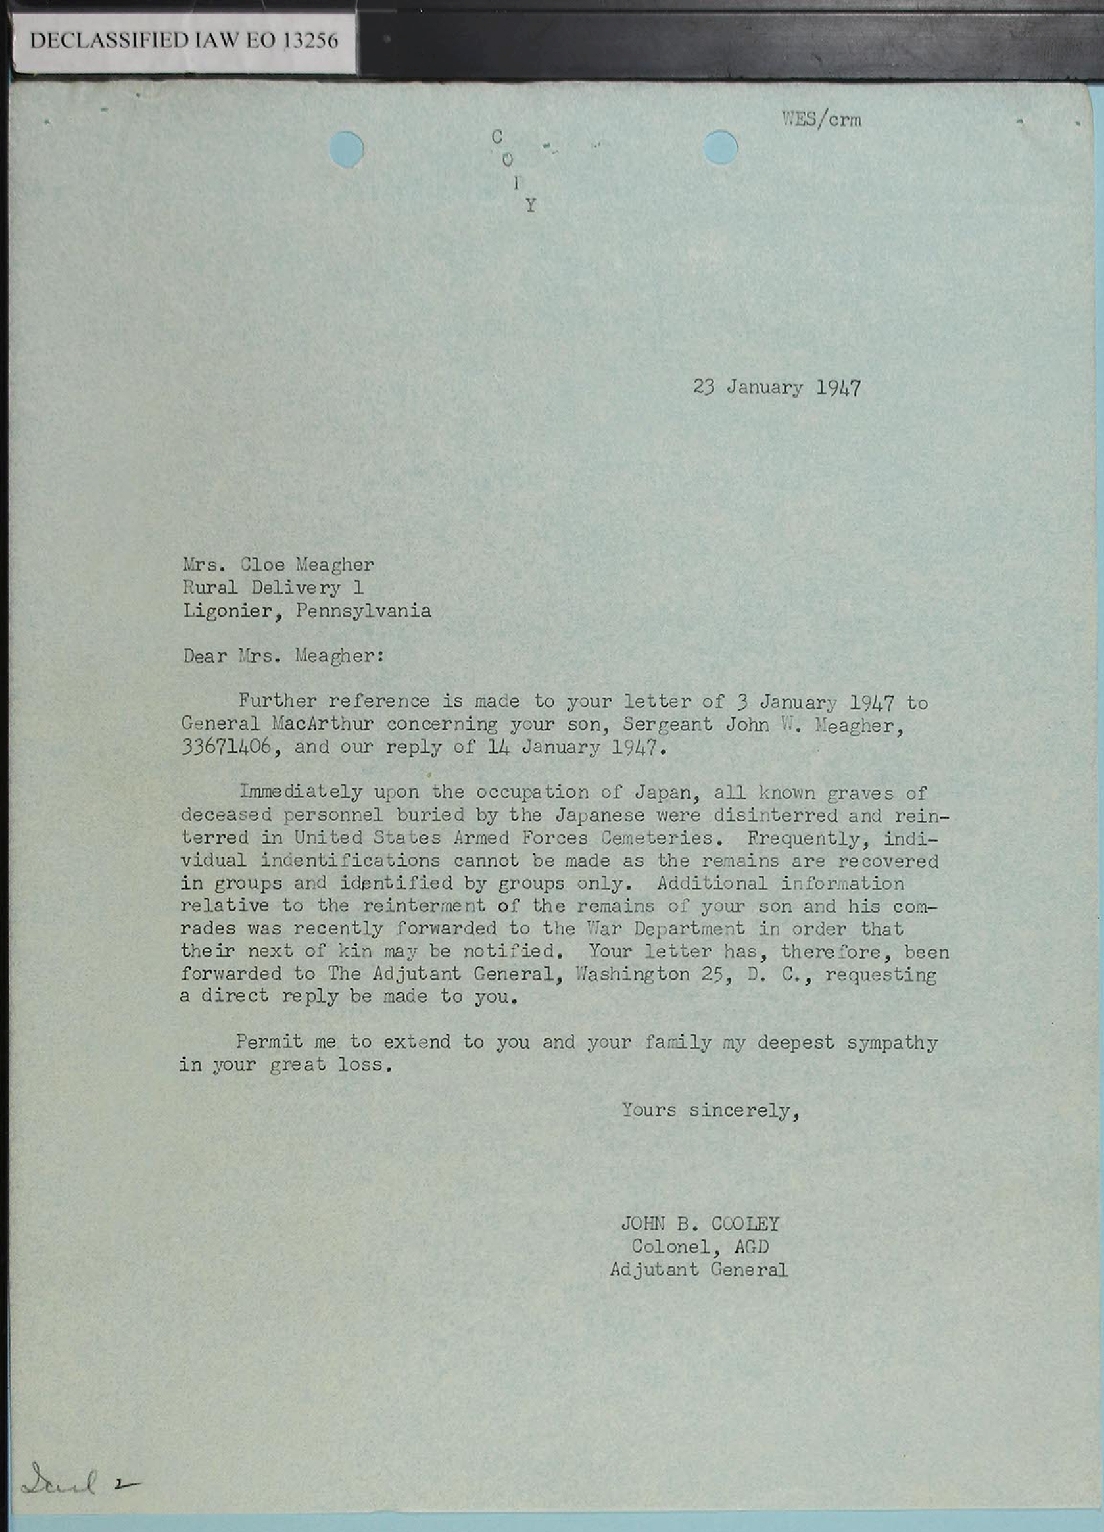 DECLASSIFIED IAW EO 13256
WES/crm
C
O
P
Y
23 January 1947
Mrs. Cloe Meagher
Rural Delivery 1
Ligonier, Pennsylvania
Dear Mrs. Meagher:
Further reference is made to your letter of 3 January 1947 to
General MacArthur concerning your son, Sergeant John W. Meagher,
33671406, and our reply of 14 January 1947.
Immediately upon the occupation of Japan, all known graves of
deceased personnel buried by the Japanese were disinterred and rein-
terred in United States Armed Forces Cemeteries. Frequently, indi-
vidual indentifications cannot be made as the remains are recovered
in groups and identified by groups only. Additional information
relative to the reinterment of the remains of your son and his com-
rades was recently forwarded to the War Department in order that
their next of kin may be notified. Your letter has, therefore, been
forwarded to The Adjutant General, Washington 25, D. C., requesting
a direct reply be made to you.
Permit me to extend to you and your family my deepest sympathy
in your great loss.
Yours sincerely,
JOHN B. COOLEY
Colonel, AGD
Adjutant General
2